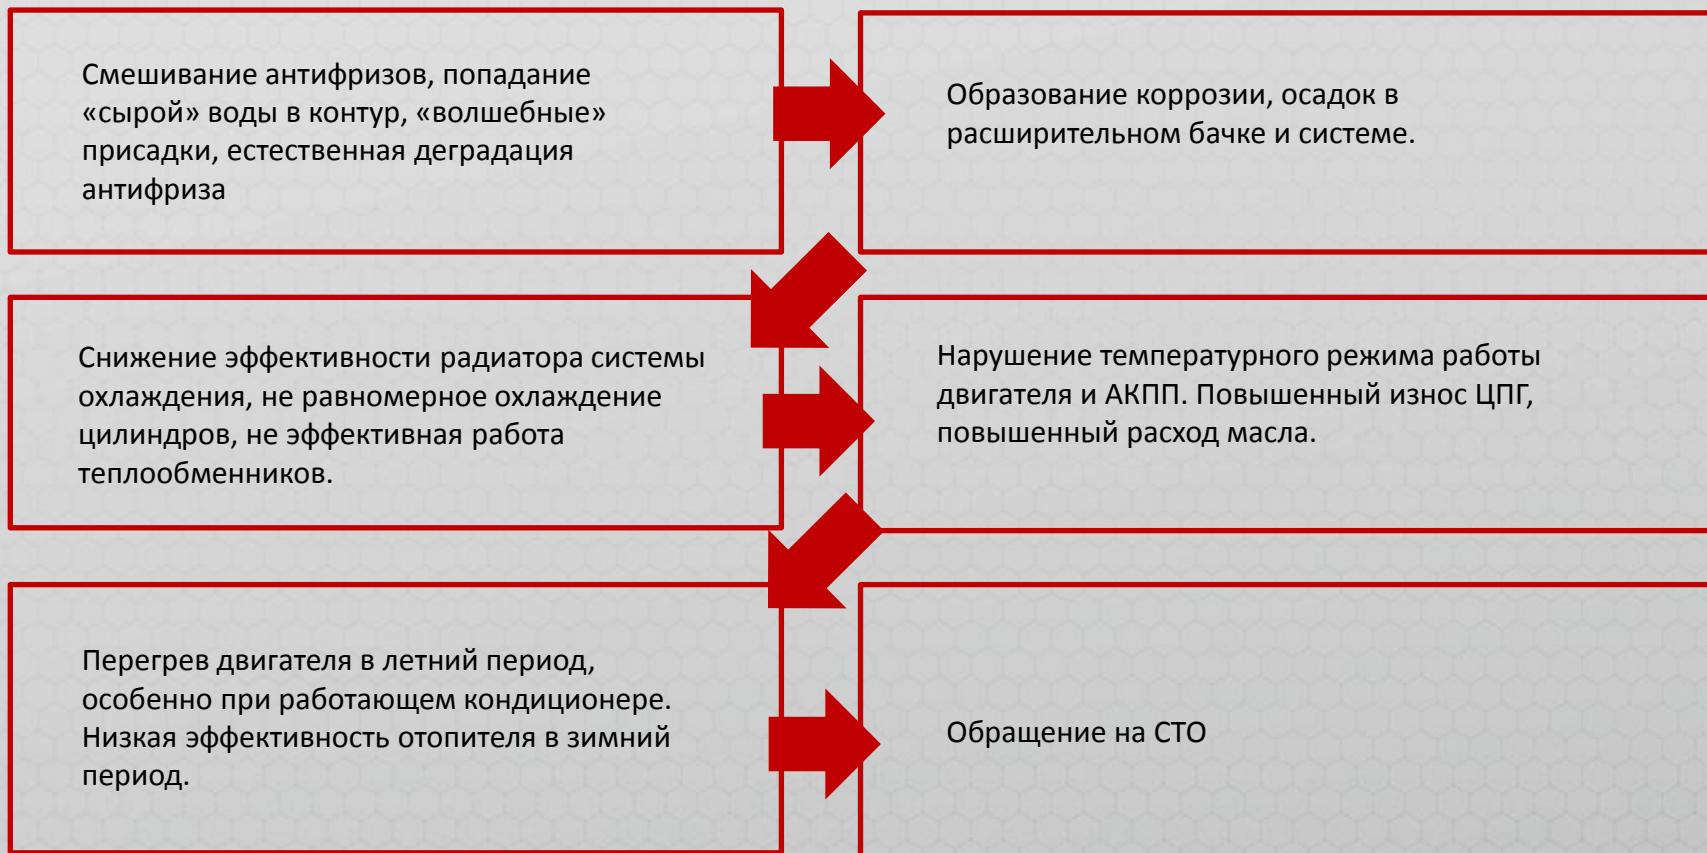 Смешивание антифризов, попадание
«сырой» воды в контур, «волшебные»
присадки, естественная деградация
антифриза
Образование коррозии, осадок в
расширительном бачке и системе.
Снижение эффективности радиатора системы
охлаждения, не равномерное охлаждение
цилиндров, не эффективная работа
теплообменников.
Нарушение температурного режима работы
двигателя и АКПП. Повышенный износ ЦПГ,
повышенный расход масла.
Перегрев двигателя в летний период,
особенно при работающем кондиционере.
Низкая эффективность отопителя в зимний
период.
Обращение на СТО